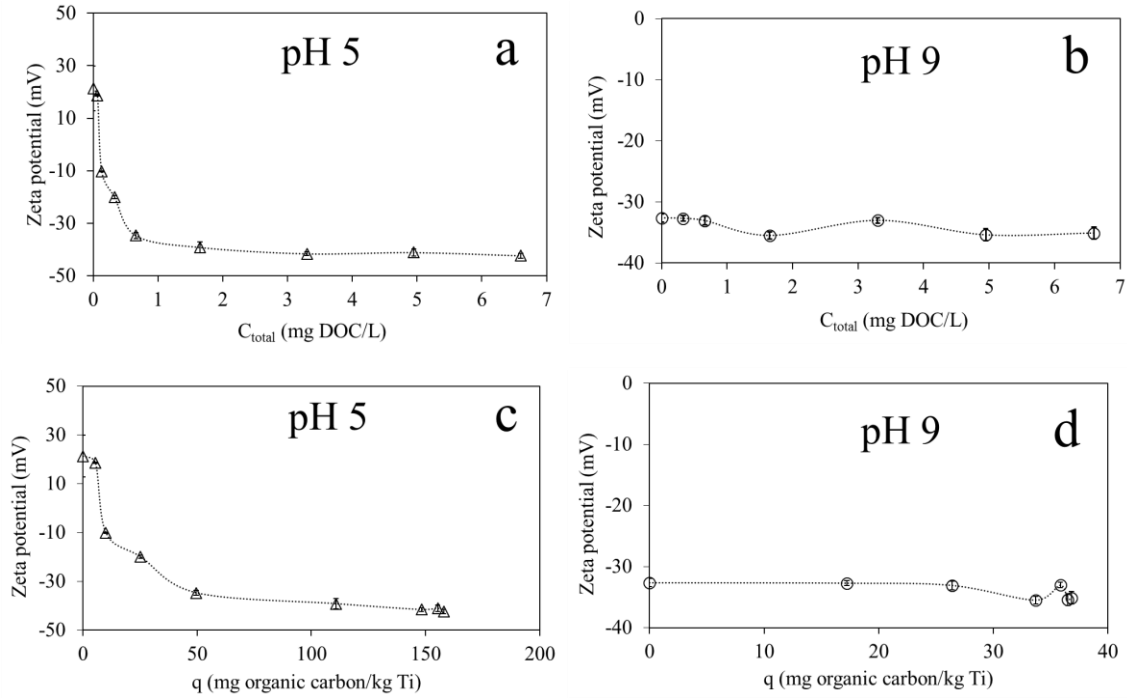 pH 5
a
50
30
10
-10
-30
-50
Zeta potential (mV)
0 1 2 3 4 5 6 7
C_total (mg DOC/L)
pH 9
b
0
-10
-20
-30
-40
Zeta potential (mV)
0 1 2 3 4 5 6 7
C_total (mg DOC/L)
pH 5
c
50
30
10
-10
-30
-50
Zeta potential (mV)
0 50 100 150 200
q (mg organic carbon/kg Ti)
pH 9
d
0
-10
-20
-30
-40
Zeta potential (mV)
0 10 20 30 40
q (mg organic carbon/kg Ti)